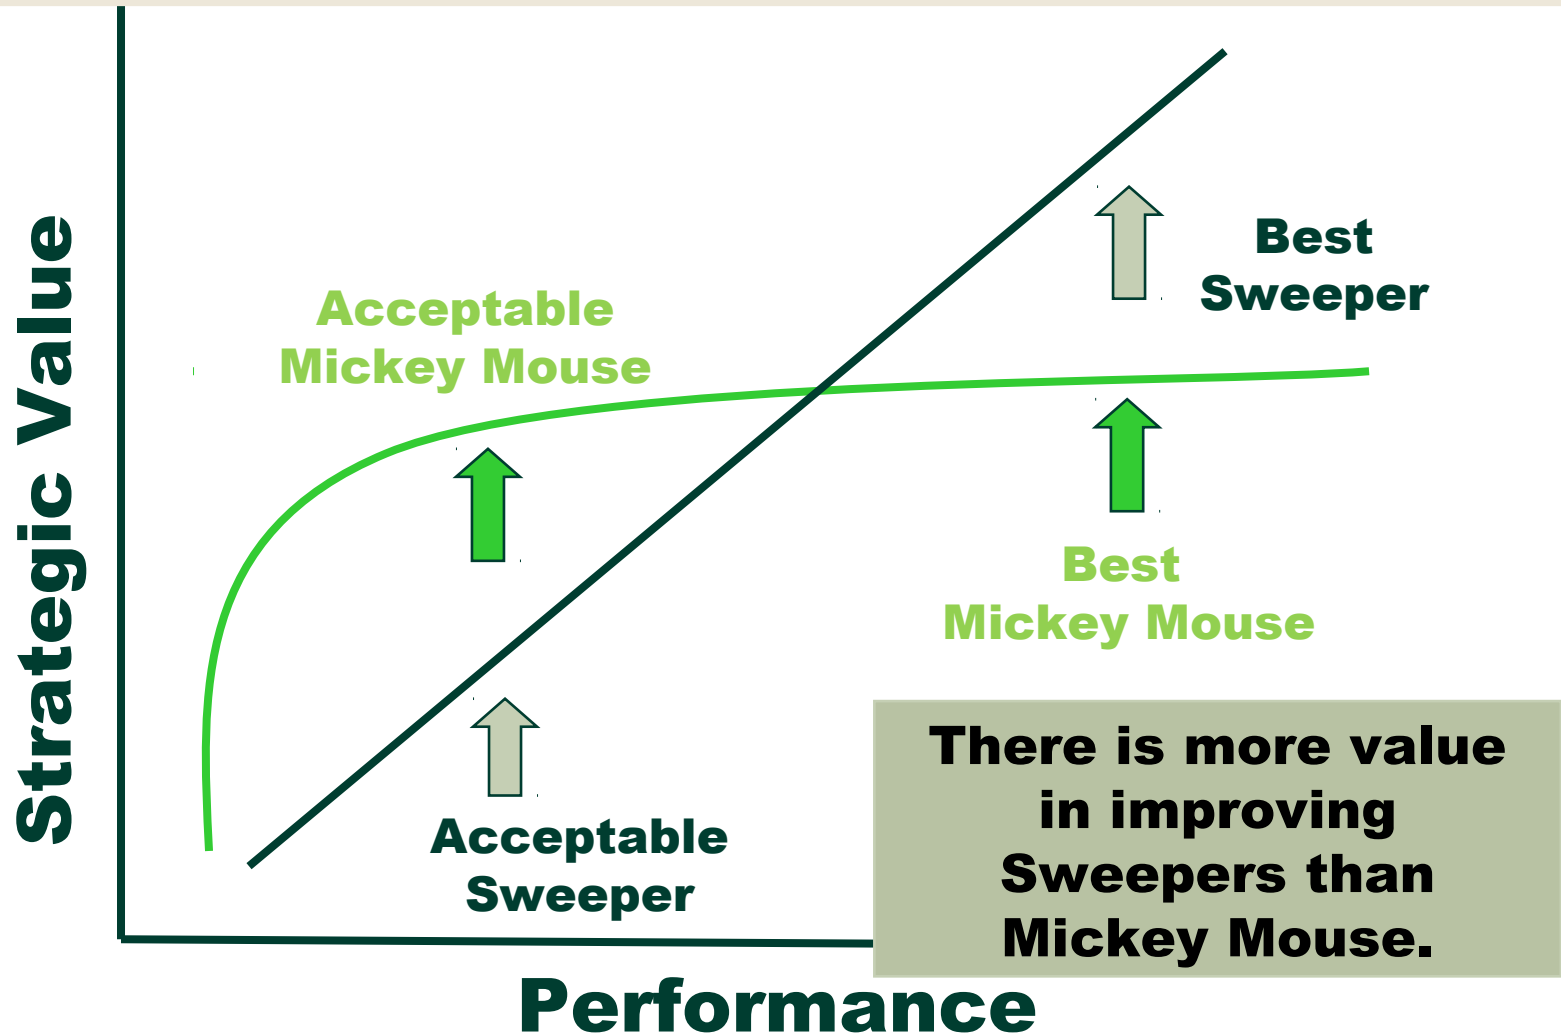 Strategic Value
Acceptable
Mickey Mouse
Best
Sweeper
Best
Mickey Mouse
Acceptable
Sweeper
There is more value
in improving
Sweepers than
Mickey Mouse.
Performance